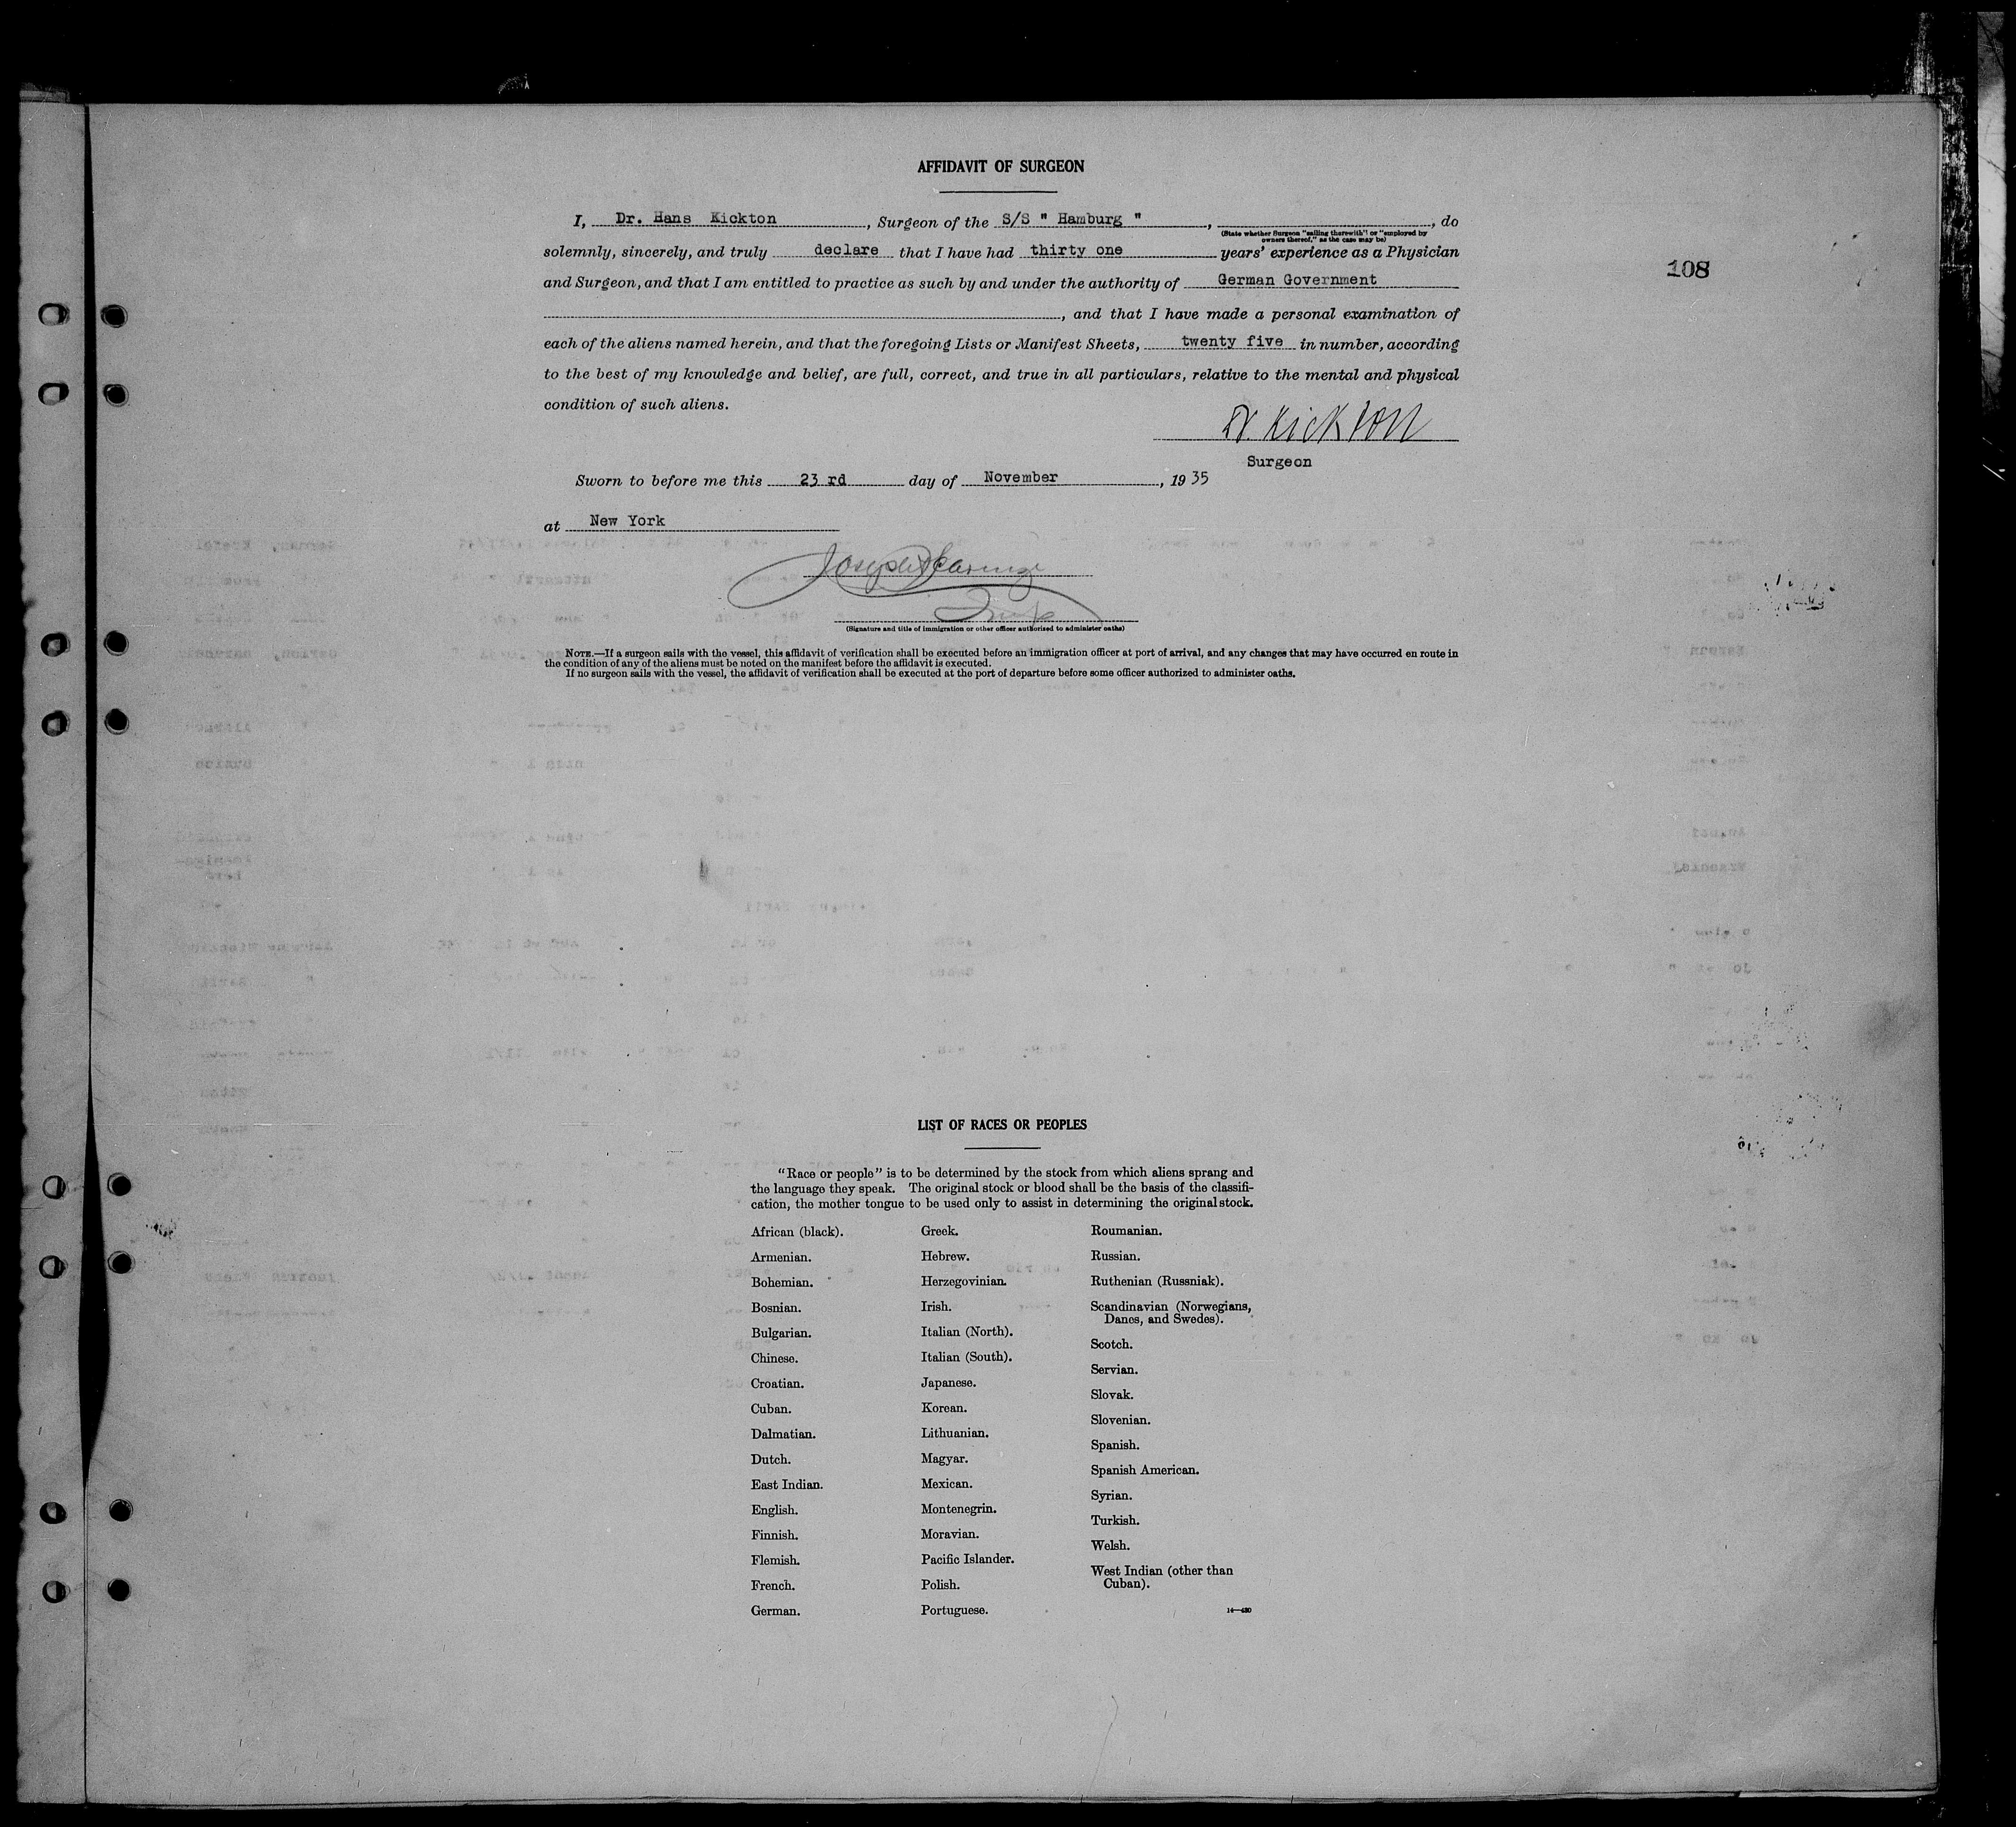 AFFIDAVIT OF SURGEON
I, Dr. Hans Kickton, Surgeon of the S/S " Hamburg ", , do
(State whether Surgeon "sailing therewith" or "employed by
owners thereof," as the case may be)
solemnly, sincerely, and truly declare that I have had thirty one years' experience as a Physician
108
and Surgeon, and that I am entitled to practice as such by and under the authority of German Government
, and that I have made a personal examination of
each of the aliens named herein, and that the foregoing Lists or Manifest Sheets, twenty five in number, according
to the best of my knowledge and belief, are full, correct, and true in all particulars, relative to the mental and physical
condition of such aliens.
Dr. Kickton
Surgeon
Sworn to before me this 23 rd day of November, 1935
at New York
Joseph
(Signature and title of immigration or other officer authorized to administer oaths)
NOTE.—If a surgeon sails with the vessel, this affidavit of verification shall be executed before an immigration officer at port of arrival, and any changes that may have occurred en route in
the condition of any of the aliens must be noted on the manifest before the affidavit is executed.
If no surgeon sails with the vessel, the affidavit of verification shall be executed at the port of departure before some officer authorized to administer oaths.
LIST OF RACES OR PEOPLES
"Race or people" is to be determined by the stock from which aliens sprang and
the language they speak. The original stock or blood shall be the basis of the classifi-
cation, the mother tongue to be used only to assist in determining the original stock.
African (black).
Armenian.
Bohemian.
Bosnian.
Bulgarian.
Chinese.
Croatian.
Cuban.
Dalmatian.
Dutch.
East Indian.
English.
Finnish.
Flemish.
French.
German.
Greek.
Hebrew.
Herzegovinian.
Irish.
Italian (North).
Italian (South).
Japanese.
Korean.
Lithuanian.
Magyar.
Mexican.
Montenegrin.
Moravian.
Pacific Islander.
Polish.
Portuguese.
Roumanian.
Russian.
Ruthenian (Russniak).
Scandinavian (Norwegians,
Danes, and Swedes).
Scotch.
Servian.
Slovak.
Slovenian.
Spanish.
Spanish American.
Syrian.
Turkish.
Welsh.
West Indian (other than
Cuban).
14—430